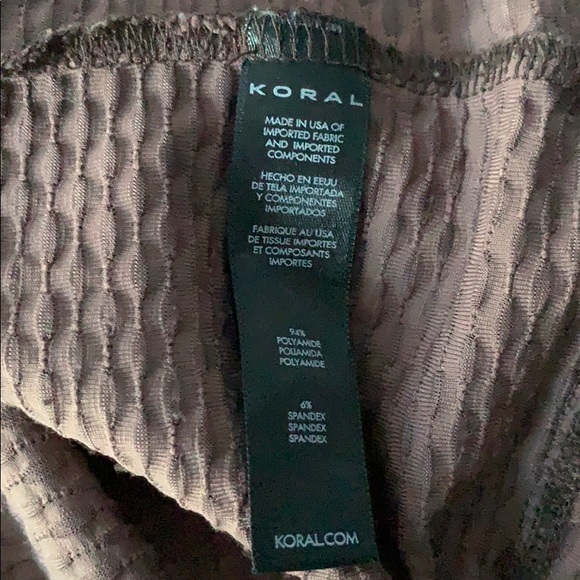 KORAL
MADE IN USA OF
IMPORTED FABRIC
AND IMPORTED
COMPONENTS
HECHO EN EEUU
DE TELA IMPORTADA
Y COMPONENTES
IMPORTADOS
FABRIQUE AU USA
DE TISSUE IMPORTES
ET COMPOSANTS
IMPORTES
94%
POLYAMIDE
POLIAMIDA
POLYAMIDE
6%
SPANDEX
SPANDEX
SPANDEX
KORAL.COM